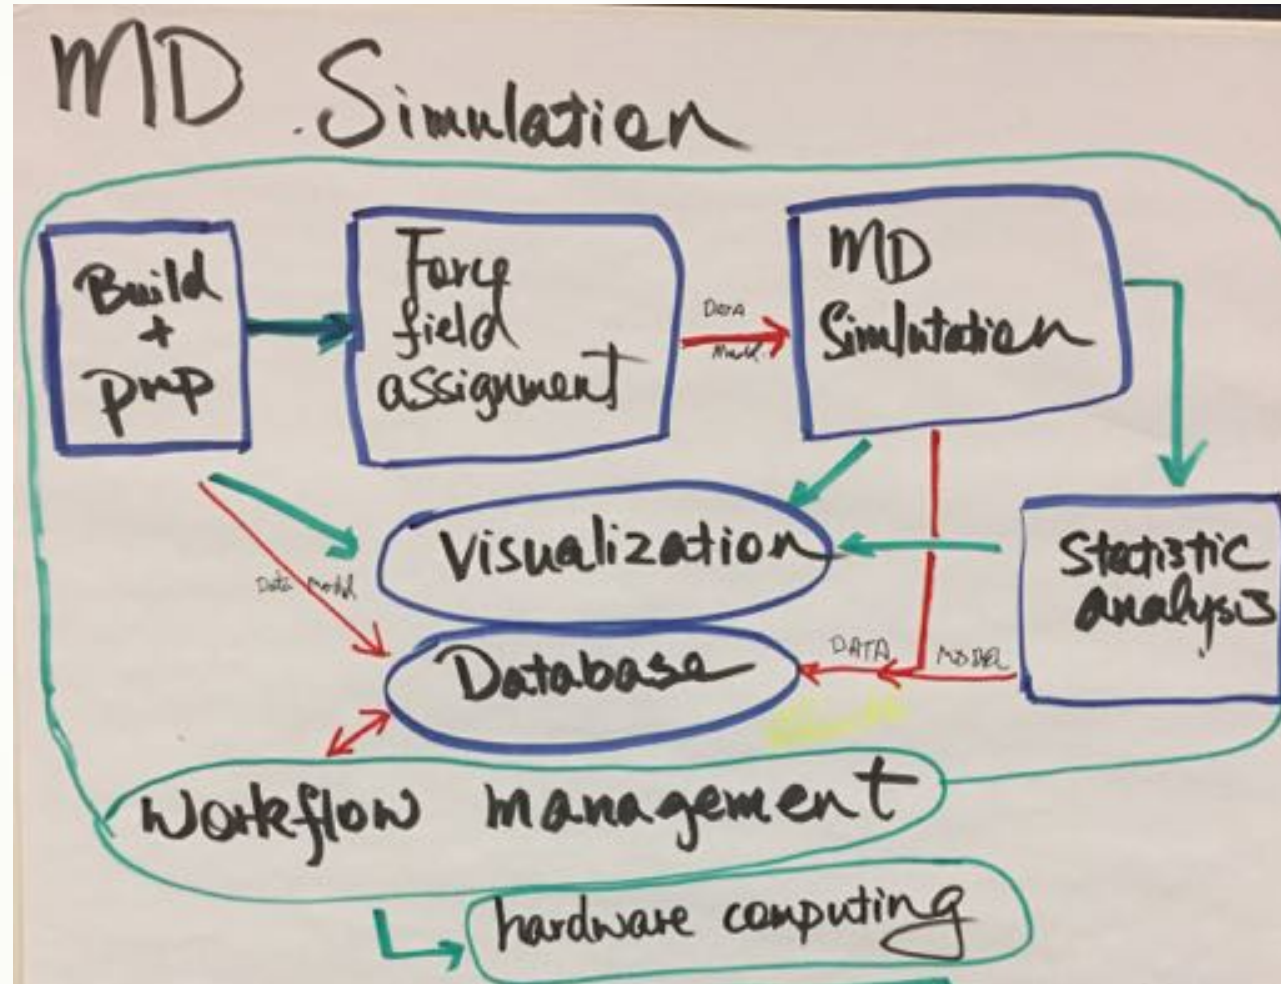 MD Simulation
Build
+
prep
Force
field
assignment
DATA
Model
MD
Simlutation
Visualization
Statistic
analysis
Data Model
Database
DATA
MODEL
Workflow management
hardware computing